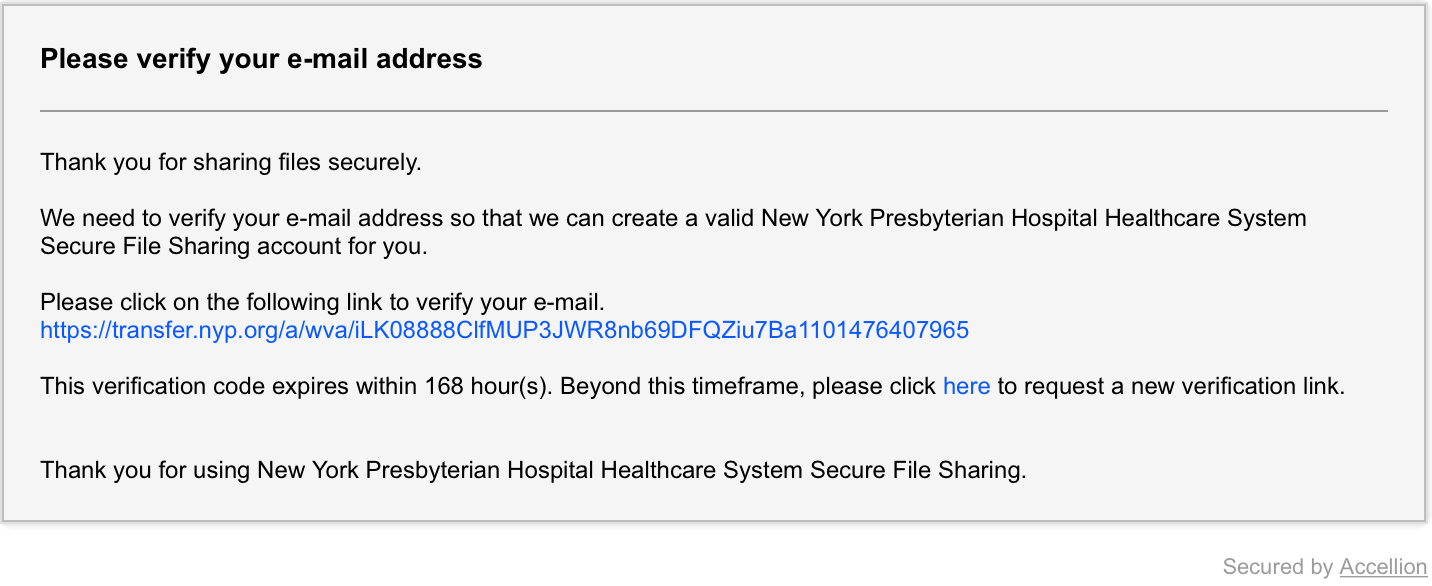 Please verify your e-mail address
Thank you for sharing files securely.
We need to verify your e-mail address so that we can create a valid New York Presbyterian Hospital Healthcare System
Secure File Sharing account for you.
Please click on the following link to verify your e-mail.
https://transfer.nyp.org/a/wva/iLK08888ClfMUP3JWR8nb69DFQZiu7Ba1101476407965
This verification code expires within 168 hour(s). Beyond this timeframe, please click here to request a new verification link.
Thank you for using New York Presbyterian Hospital Healthcare System Secure File Sharing.
Secured by Accellion